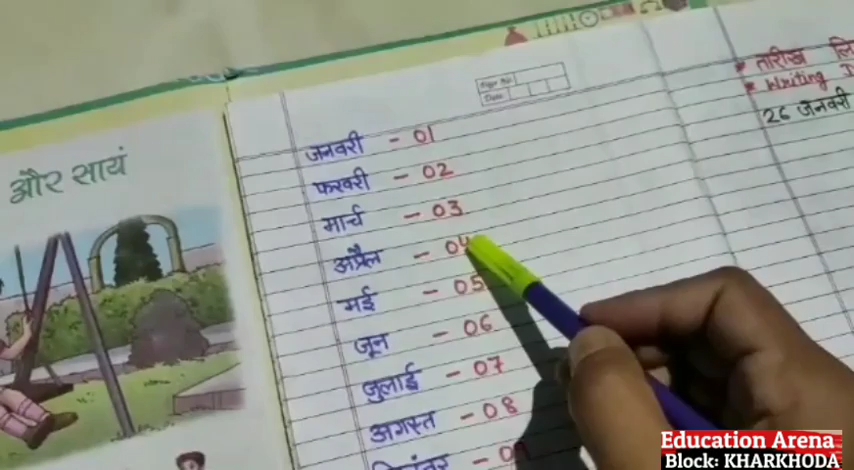 और सायं
Page No.
Date
जनवरी - 01
फरवरी - 02
मार्च - 03
अप्रैल - 04
मई - 05
जून - 06
जुलाई - 07
अगस्त - 08
तारीख
Writing
26 जनवरी
Education Arena
Block: KHARKHODA